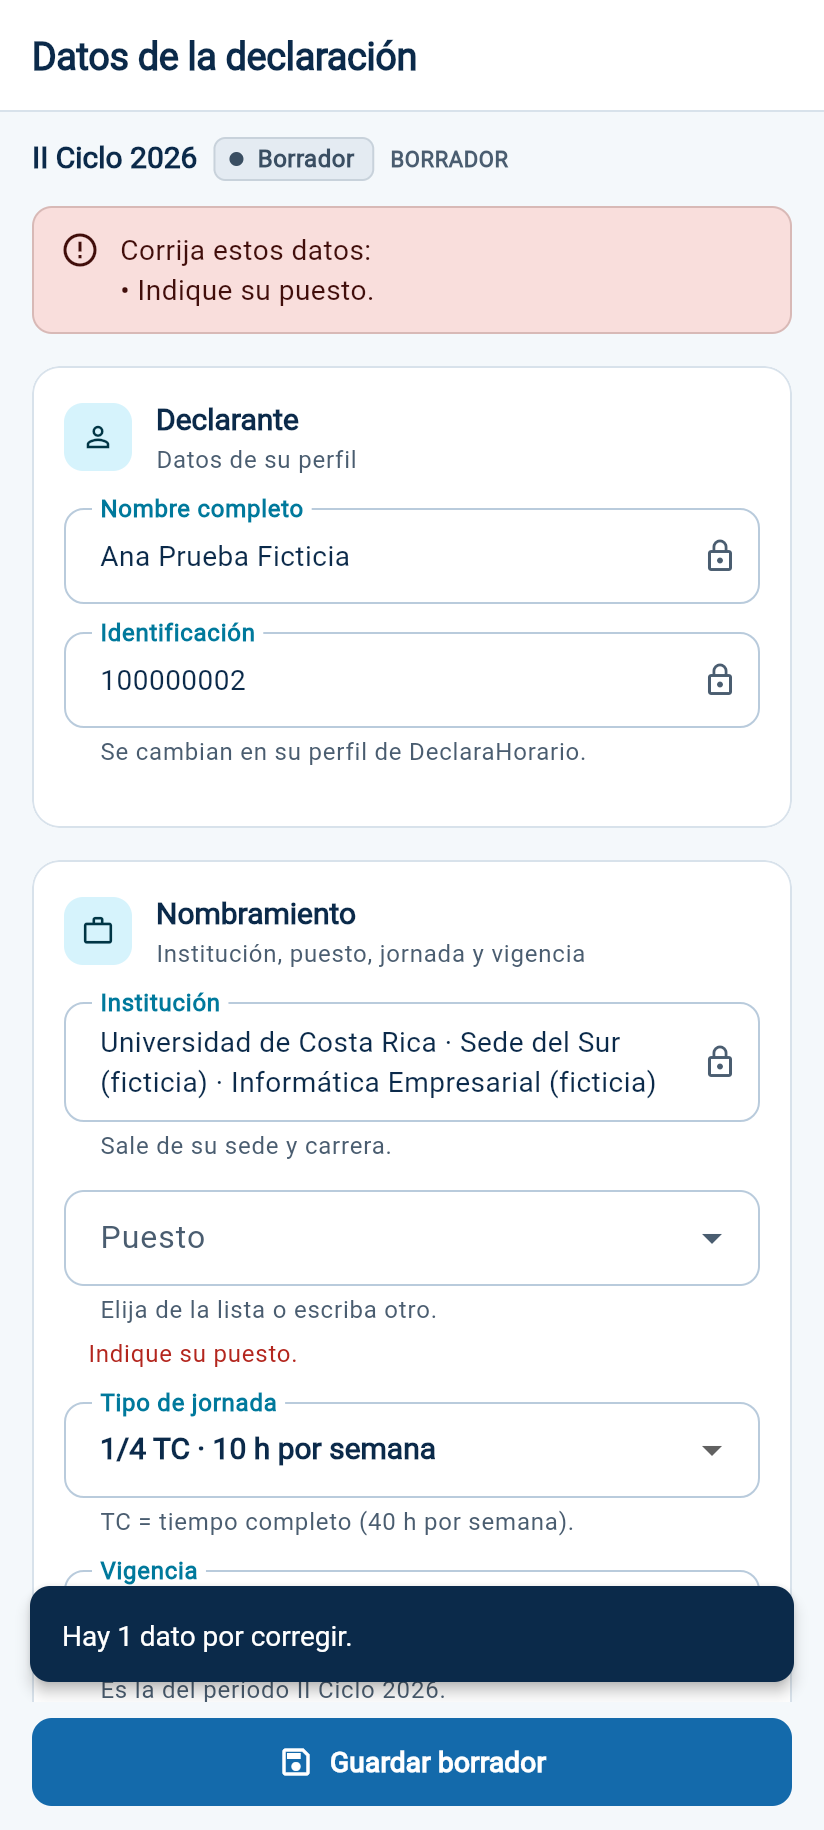 Datos de la declaración
II Ciclo 2026
Borrador
BORRADOR
Corrija estos datos:
• Indique su puesto.
Declarante
Datos de su perfil
Nombre completo
Ana Prueba Ficticia
Identificación
100000002
Se cambian en su perfil de DeclaraHorario.
Nombramiento
Institución, puesto, jornada y vigencia
Institución
Universidad de Costa Rica · Sede del Sur
(ficticia) · Informática Empresarial (ficticia)
Sale de su sede y carrera.
Puesto
Elija de la lista o escriba otro.
Indique su puesto.
Tipo de jornada
1/4 TC · 10 h por semana
TC = tiempo completo (40 h por semana).
Vigencia
Hay 1 dato por corregir.
Es la del periodo II Ciclo 2026.
Guardar borrador